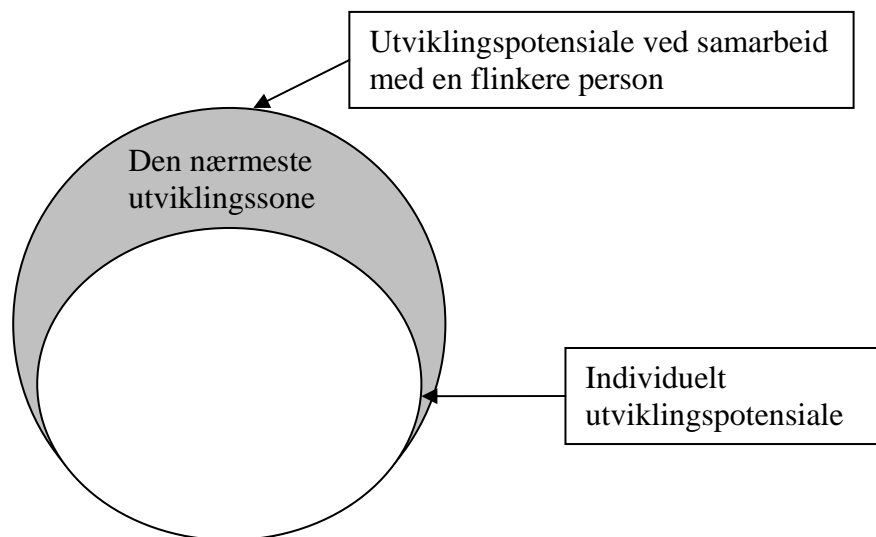 Utviklingspotensiale ved samarbeid
med en flinkere person
Den nærmeste
utviklingssone
Individuelt
utviklingspotensiale